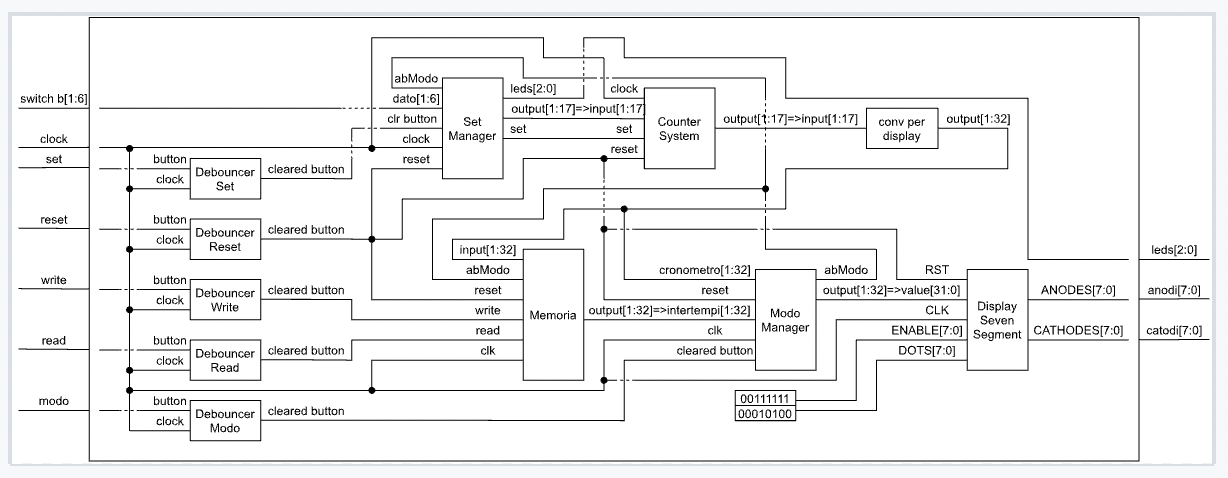 switch b[1:6]
clock
set
reset
write
read
modo
button
clock
Debouncer
Set
cleared button
button
clock
Debouncer
Reset
cleared button
button
clock
Debouncer
Write
cleared button
button
clock
Debouncer
Read
cleared button
button
clock
Debouncer
Modo
cleared button
abModo
dato[1:6]
clr button
clock
reset
Set
Manager
leds[2:0]
output[1:17]=>input[1:17]
set
clock
set
reset
Counter
System
output[1:17]=>input[1:17]
conv per
display
output[1:32]
input[1:32]
abModo
reset
write
read
clk
Memoria
output[1:32]=>intertempi[1:32]
cronometro[1:32]
reset
clk
cleared button
Modo
Manager
abModo
output[1:32]=>value[31:0]
RST
CLK
ENABLE[7:0]
DOTS[7:0]
00111111
00010100
Display
Seven
Segment
ANODES[7:0]
CATHODES[7:0]
leds[2:0]
anodi[7:0]
catodi[7:0]